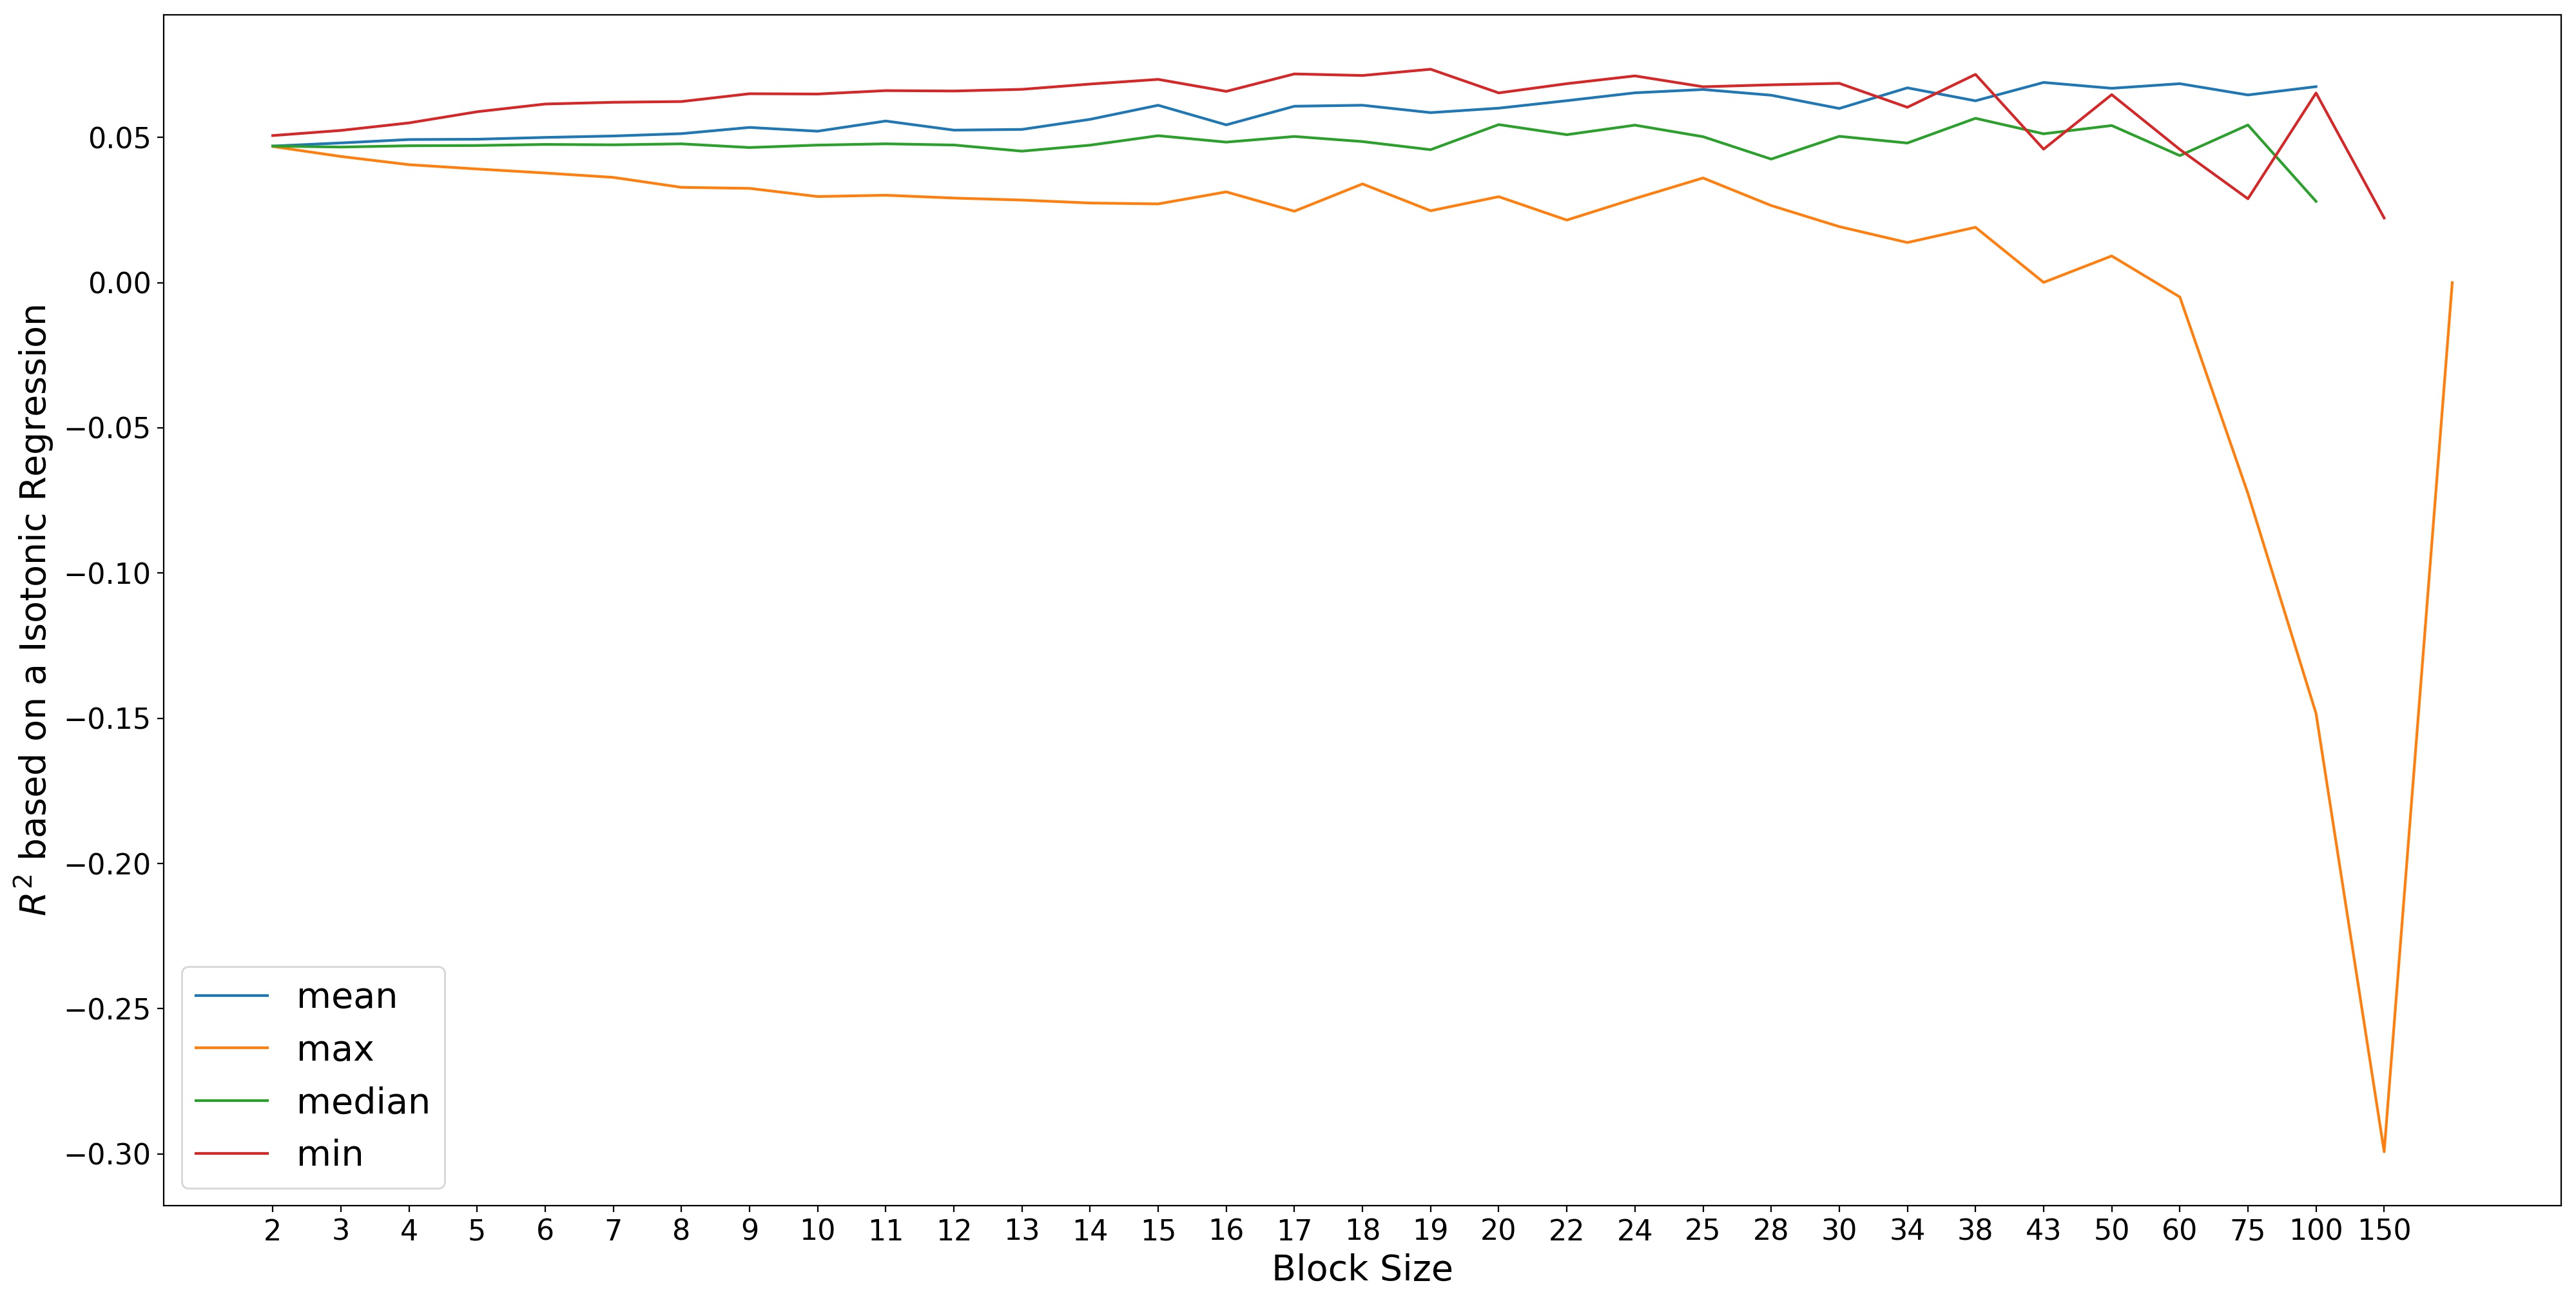 0.05
0.00
−0.05
−0.10
−0.15
−0.20
−0.25
−0.30
R² based on a Isotonic Regression
mean
max
median
min
2 3 4 5 6 7 8 9 10 11 12 13 14 15 16 17 18 19 20 22 24 25 28 30 34 38 43 50 60 75 100 150
Block Size